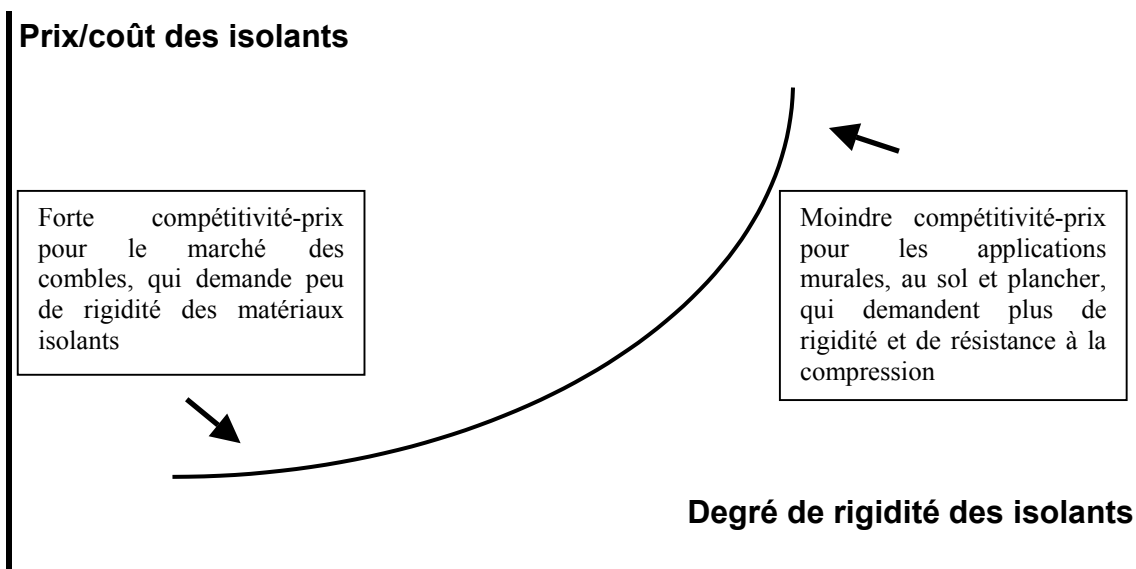 Prix/coût des isolants
Forte compétitivité-prix
pour le marché des
combles, qui demande peu
de rigidité des matériaux
isolants
Moindre compétitivité-prix
pour les applications
murales, au sol et plancher,
qui demandent plus de
rigidité et de résistance à la
compression
Degré de rigidité des isolants